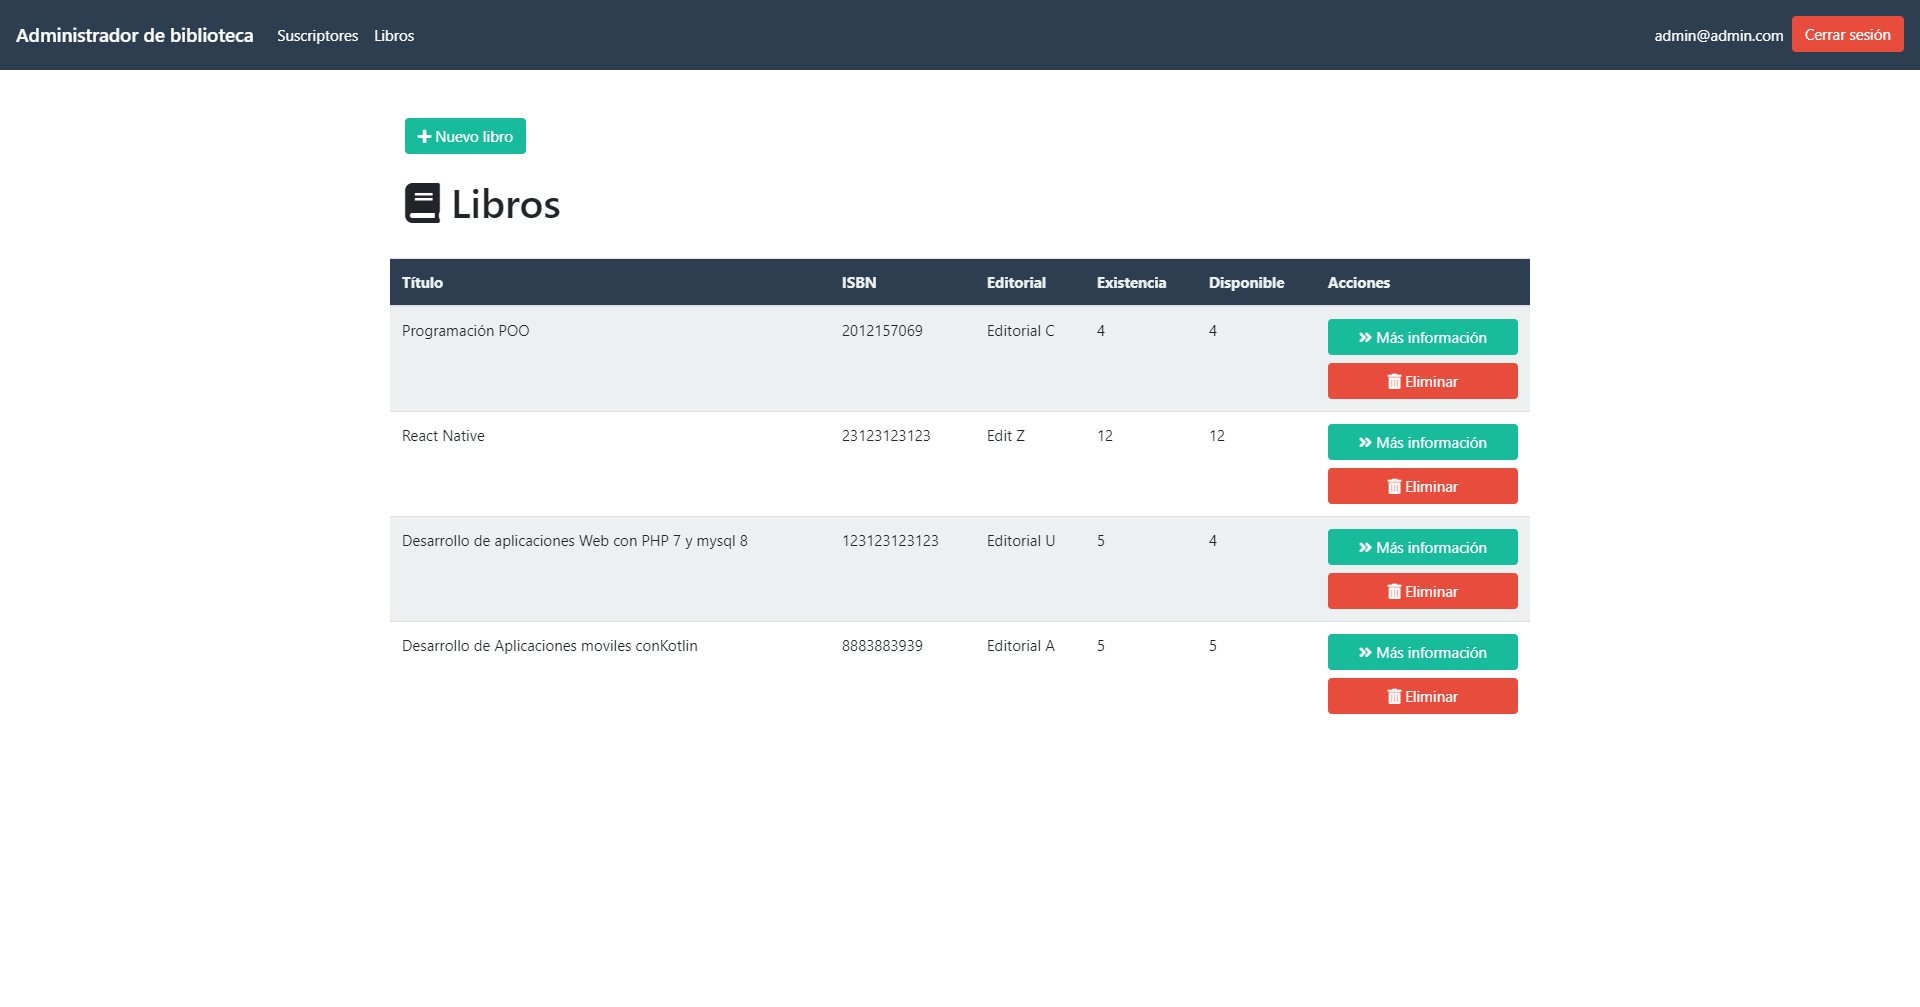 Administrador de biblioteca Suscriptores Libros admin@admin.com Cerrar sesión
Nuevo libro
Libros
Título ISBN Editorial Existencia Disponible Acciones
Programación POO 2012157069 Editorial C 4 4 Más información
Eliminar
React Native 23123123123 Edit Z 12 12 Más información
Eliminar
Desarrollo de aplicaciones Web con PHP 7 y mysql 8 123123123123 Editorial U 5 4 Más información
Eliminar
Desarrollo de Aplicaciones moviles conKotlin 8883883939 Editorial A 5 5 Más información
Eliminar